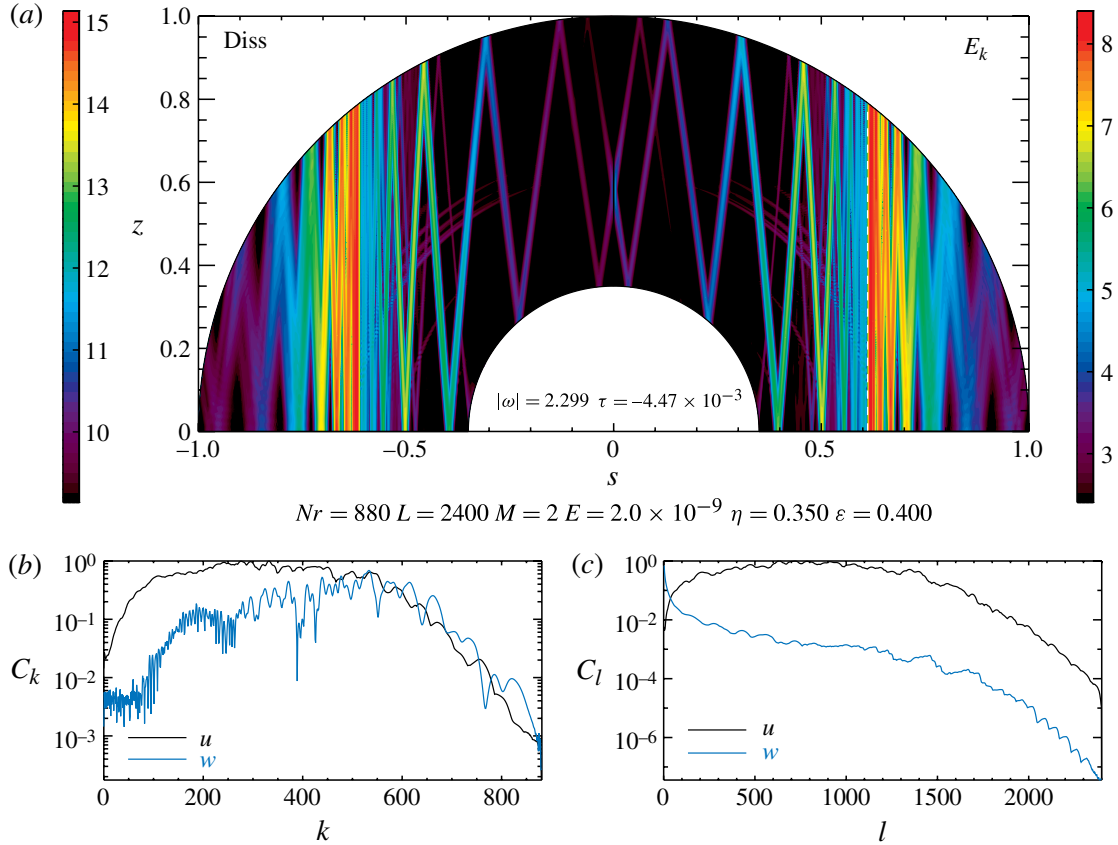 (a)
15
14
13
12
11
10
Diss
E_k
8
7
6
5
4
3
1.0
0.8
0.6
0.4
0.2
0
z
|ω| = 2.299 τ = −4.47 × 10⁻³
−1.0 −0.5 0 0.5 1.0
s
Nr = 880 L = 2400 M = 2 E = 2.0 × 10⁻⁹ η = 0.350 ε = 0.400
(b)
10⁰
10⁻¹
10⁻²
10⁻³
C_k
u
w
0 200 400 600 800
k
(c)
10⁰
10⁻²
10⁻⁴
10⁻⁶
C_l
u
w
0 500 1000 1500 2000
l